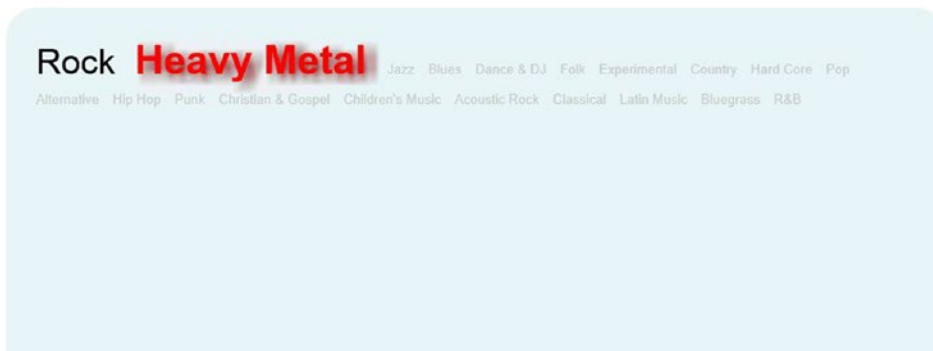 Rock Heavy Metal Jazz Blues Dance & DJ Folk Experimental Country Hard Core Pop
Alternative Hip Hop Punk Christian & Gospel Children's Music Acoustic Rock Classical Latin Music Bluegrass R&B